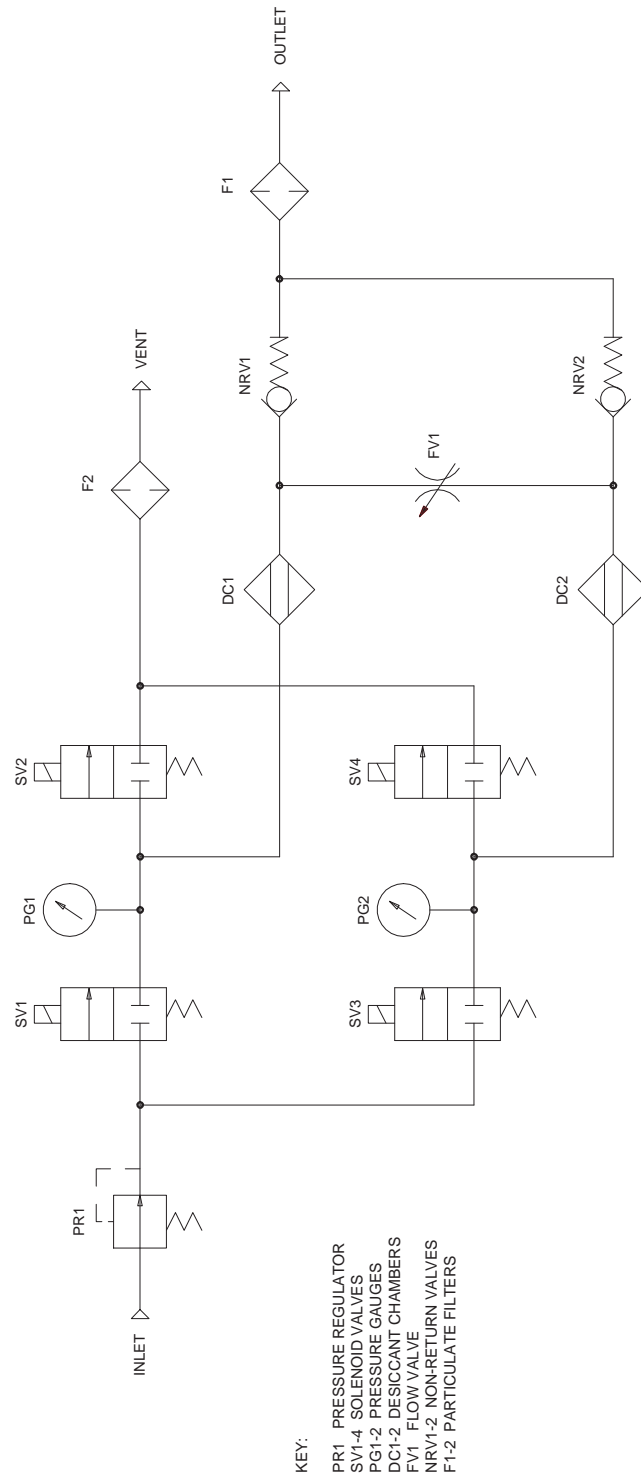 INLET
PR1
SV1
PG1
SV2
F2
VENT
SV3
PG2
SV4
DC1
DC2
FV1
NRV1
NRV2
F1
OUTLET
KEY:
PR1 PRESSURE REGULATOR
SV1-4 SOLENOID VALVES
PG1-2 PRESSURE GAUGES
DC1-2 DESICCANT CHAMBERS
FV1 FLOW VALVE
NRV1-2 NON-RETURN VALVES
F1-2 PARTICULATE FILTERS